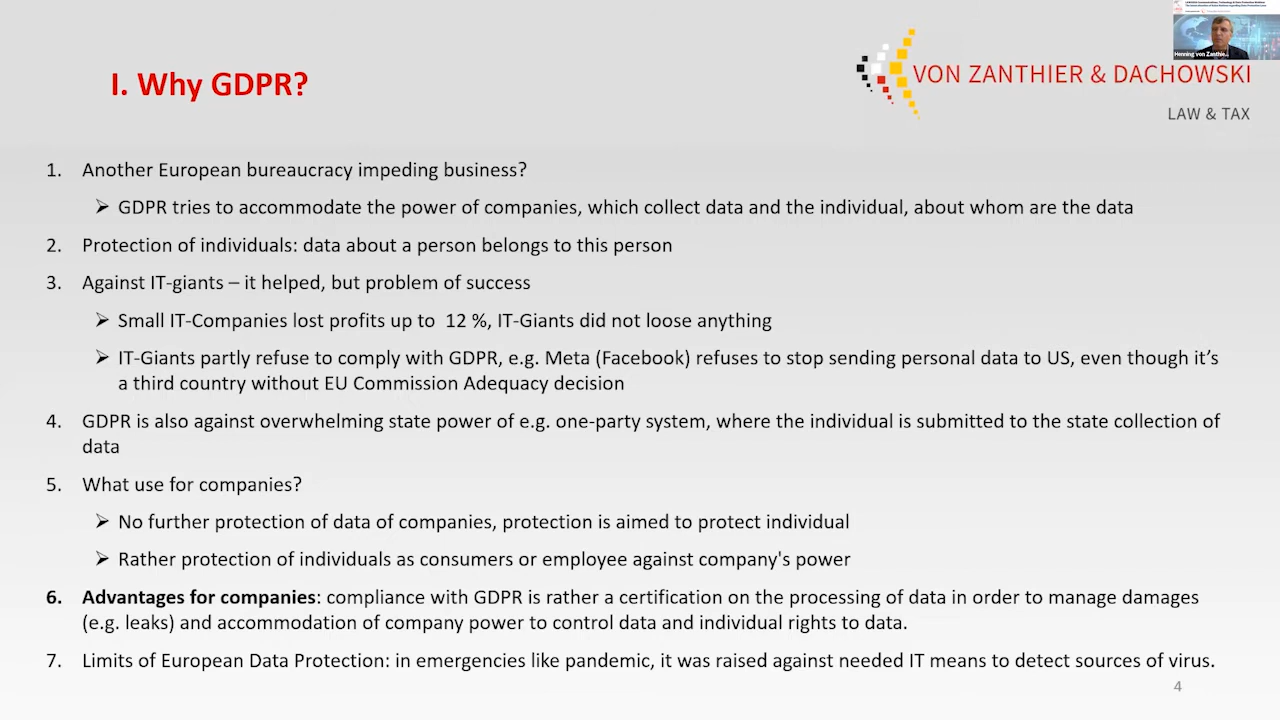 I. Why GDPR?
VON ZANTHIER & DACHOWSKI
LAW & TAX
Henning von Zanthie...
1. Another European bureaucracy impeding business?
➢ GDPR tries to accommodate the power of companies, which collect data and the individual, about whom are the data
2. Protection of individuals: data about a person belongs to this person
3. Against IT-giants – it helped, but problem of success
➢ Small IT-Companies lost profits up to 12 %, IT-Giants did not loose anything
➢ IT-Giants partly refuse to comply with GDPR, e.g. Meta (Facebook) refuses to stop sending personal data to US, even though it’s
a third country without EU Commission Adequacy decision
4. GDPR is also against overwhelming state power of e.g. one-party system, where the individual is submitted to the state collection of
data
5. What use for companies?
➢ No further protection of data of companies, protection is aimed to protect individual
➢ Rather protection of individuals as consumers or employee against company's power
6. Advantages for companies: compliance with GDPR is rather a certification on the processing of data in order to manage damages
(e.g. leaks) and accommodation of company power to control data and individual rights to data.
7. Limits of European Data Protection: in emergencies like pandemic, it was raised against needed IT means to detect sources of virus.
4